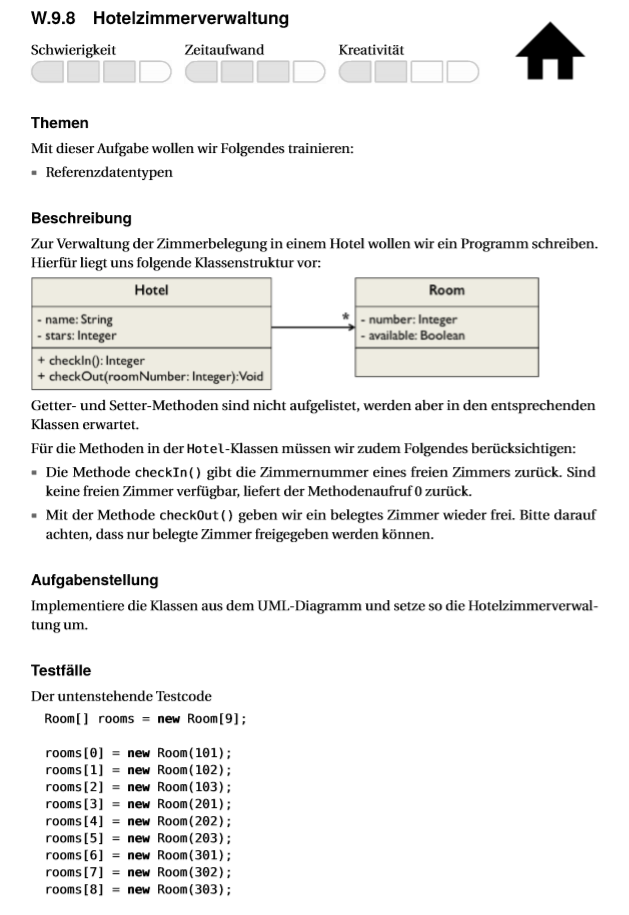 W.9.8 Hotelzimmerverwaltung
Schwierigkeit Zeitaufwand Kreativität
Themen
Mit dieser Aufgabe wollen wir Folgendes trainieren:
▪ Referenzdatentypen
Beschreibung
Zur Verwaltung der Zimmerbelegung in einem Hotel wollen wir ein Programm schreiben.
Hierfür liegt uns folgende Klassenstruktur vor:
Hotel
- name: String
- stars: Integer
+ checkIn(): Integer
+ checkOut(roomNumber: Integer):Void
*
Room
- number: Integer
- available: Boolean
Getter- und Setter-Methoden sind nicht aufgelistet, werden aber in den entsprechenden
Klassen erwartet.
Für die Methoden in der Hotel-Klassen müssen wir zudem Folgendes berücksichtigen:
▪ Die Methode checkIn() gibt die Zimmernummer eines freien Zimmers zurück. Sind
keine freien Zimmer verfügbar, liefert der Methodenaufruf 0 zurück.
▪ Mit der Methode checkOut() geben wir ein belegtes Zimmer wieder frei. Bitte darauf
achten, dass nur belegte Zimmer freigegeben werden können.
Aufgabenstellung
Implementiere die Klassen aus dem UML-Diagramm und setze so die Hotelzimmerverwal-
tung um.
Testfälle
Der untenstehende Testcode
Room[] rooms = new Room[9];
rooms[0] = new Room(101);
rooms[1] = new Room(102);
rooms[2] = new Room(103);
rooms[3] = new Room(201);
rooms[4] = new Room(202);
rooms[5] = new Room(203);
rooms[6] = new Room(301);
rooms[7] = new Room(302);
rooms[8] = new Room(303);